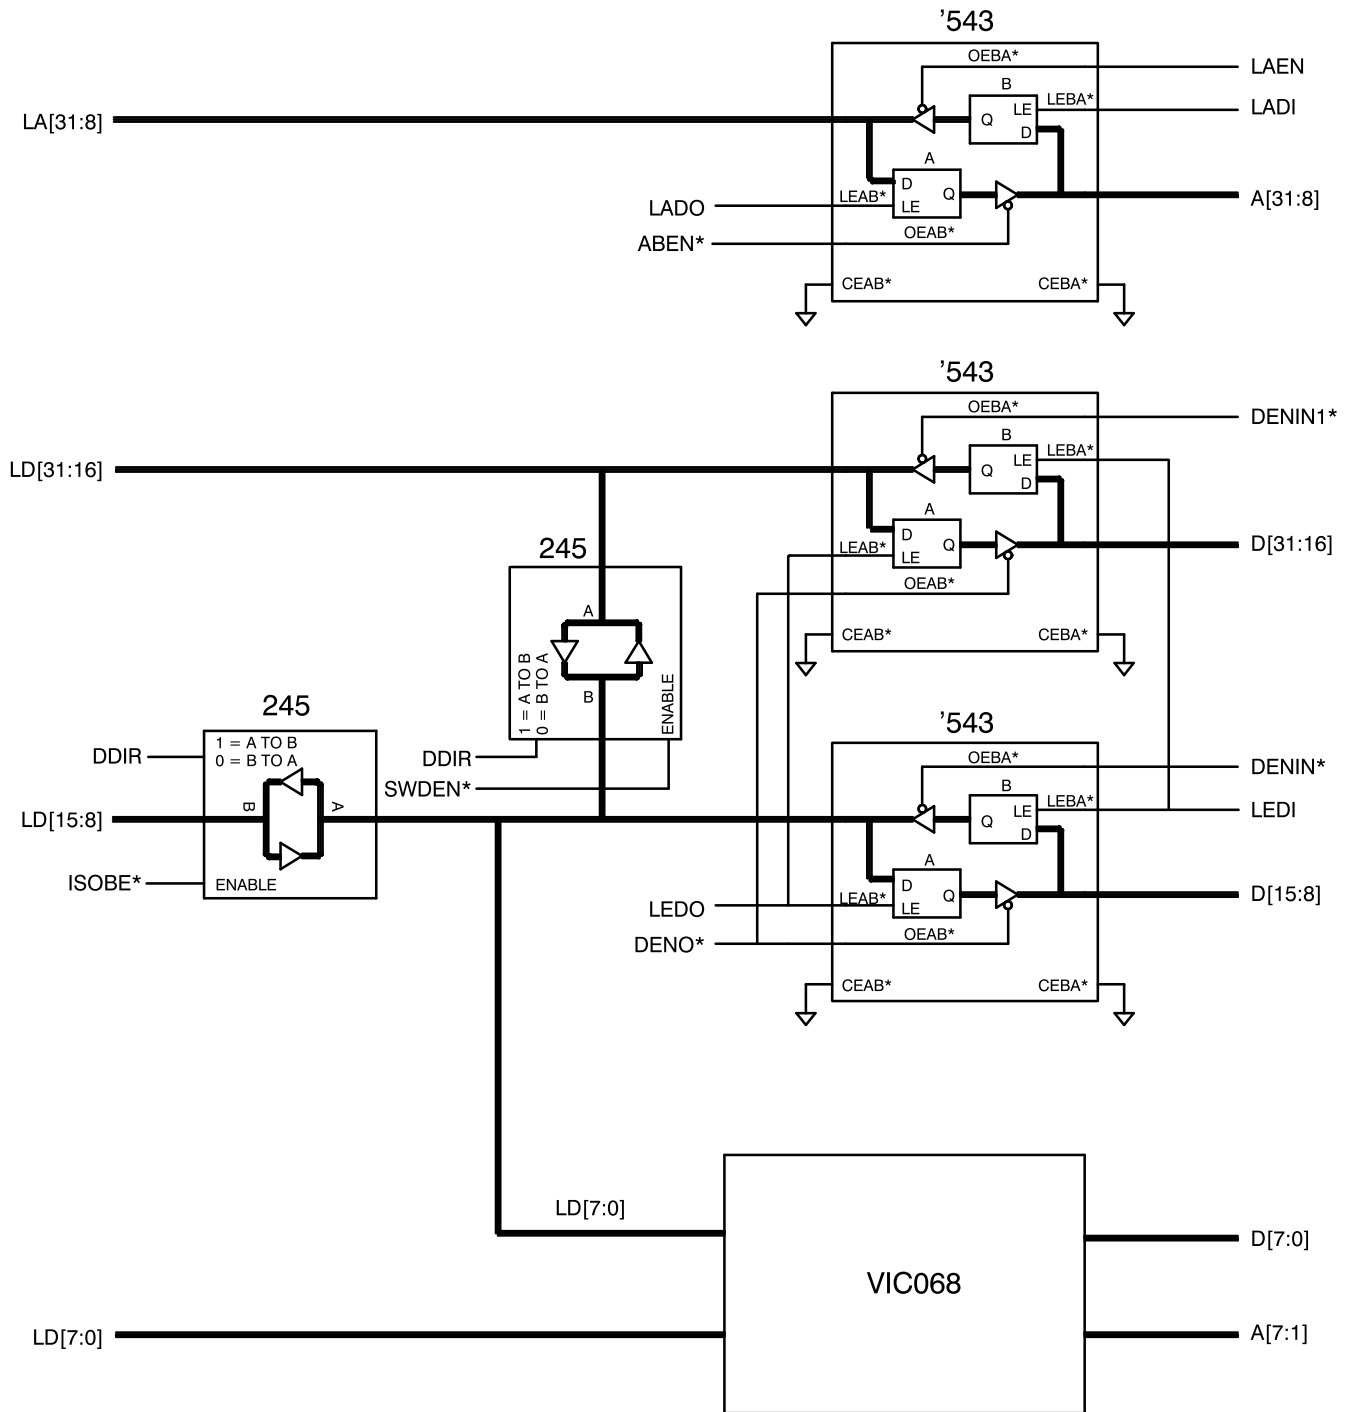 '543
OEBA*
LAEN
B
LEBA*
LADI
LE
Q
D
LA[31:8]
A
D
Q
LEAB*
LE
A[31:8]
LADO
OEAB*
ABEN*
CEAB*
CEBA*
'543
OEBA*
DENIN1*
B
LEBA*
LE
Q
D
LD[31:16]
A
D
Q
LEAB*
LE
D[31:16]
OEAB*
245
A
B
1 = A TO B
0 = B TO A
ENABLE
CEAB*
CEBA*
245
1 = A TO B
0 = B TO A
DDIR
DDIR
SWDEN*
B
A
LD[15:8]
ISOBE*
ENABLE
'543
OEBA*
DENIN*
B
LEBA*
LEDI
LE
Q
D
A
D
Q
LEAB*
LE
D[15:8]
LEDO
OEAB*
DENO*
CEAB*
CEBA*
LD[7:0]
D[7:0]
VIC068
LD[7:0]
A[7:1]